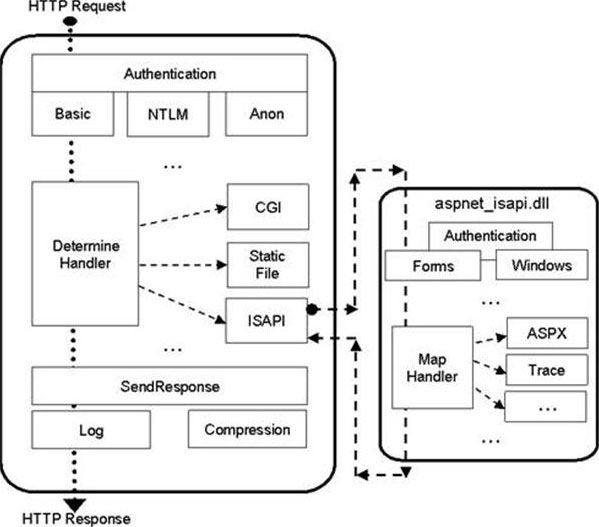 HTTP Request
Authentication
Basic
NTLM
Anon
...
Determine
Handler
CGI
Static
File
ISAPI
...
SendResponse
Log
Compression
HTTP Response
aspnet_isapi.dll
Authentication
Forms
Windows
...
Map
Handler
ASPX
Trace
...
...